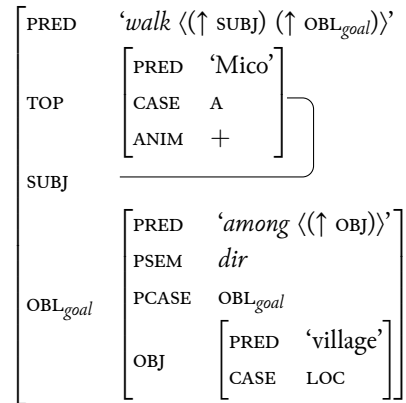 PRED ‘walk ⟨(↑ SUBJ) (↑ OBLgoal)⟩’
PRED ‘Mico’
TOP CASE A
ANIM +
SUBJ
PRED ‘among ⟨(↑ OBJ)⟩’
PSEM dir
OBLgoal PCASE OBLgoal
OBJ PRED ‘village’
CASE LOC